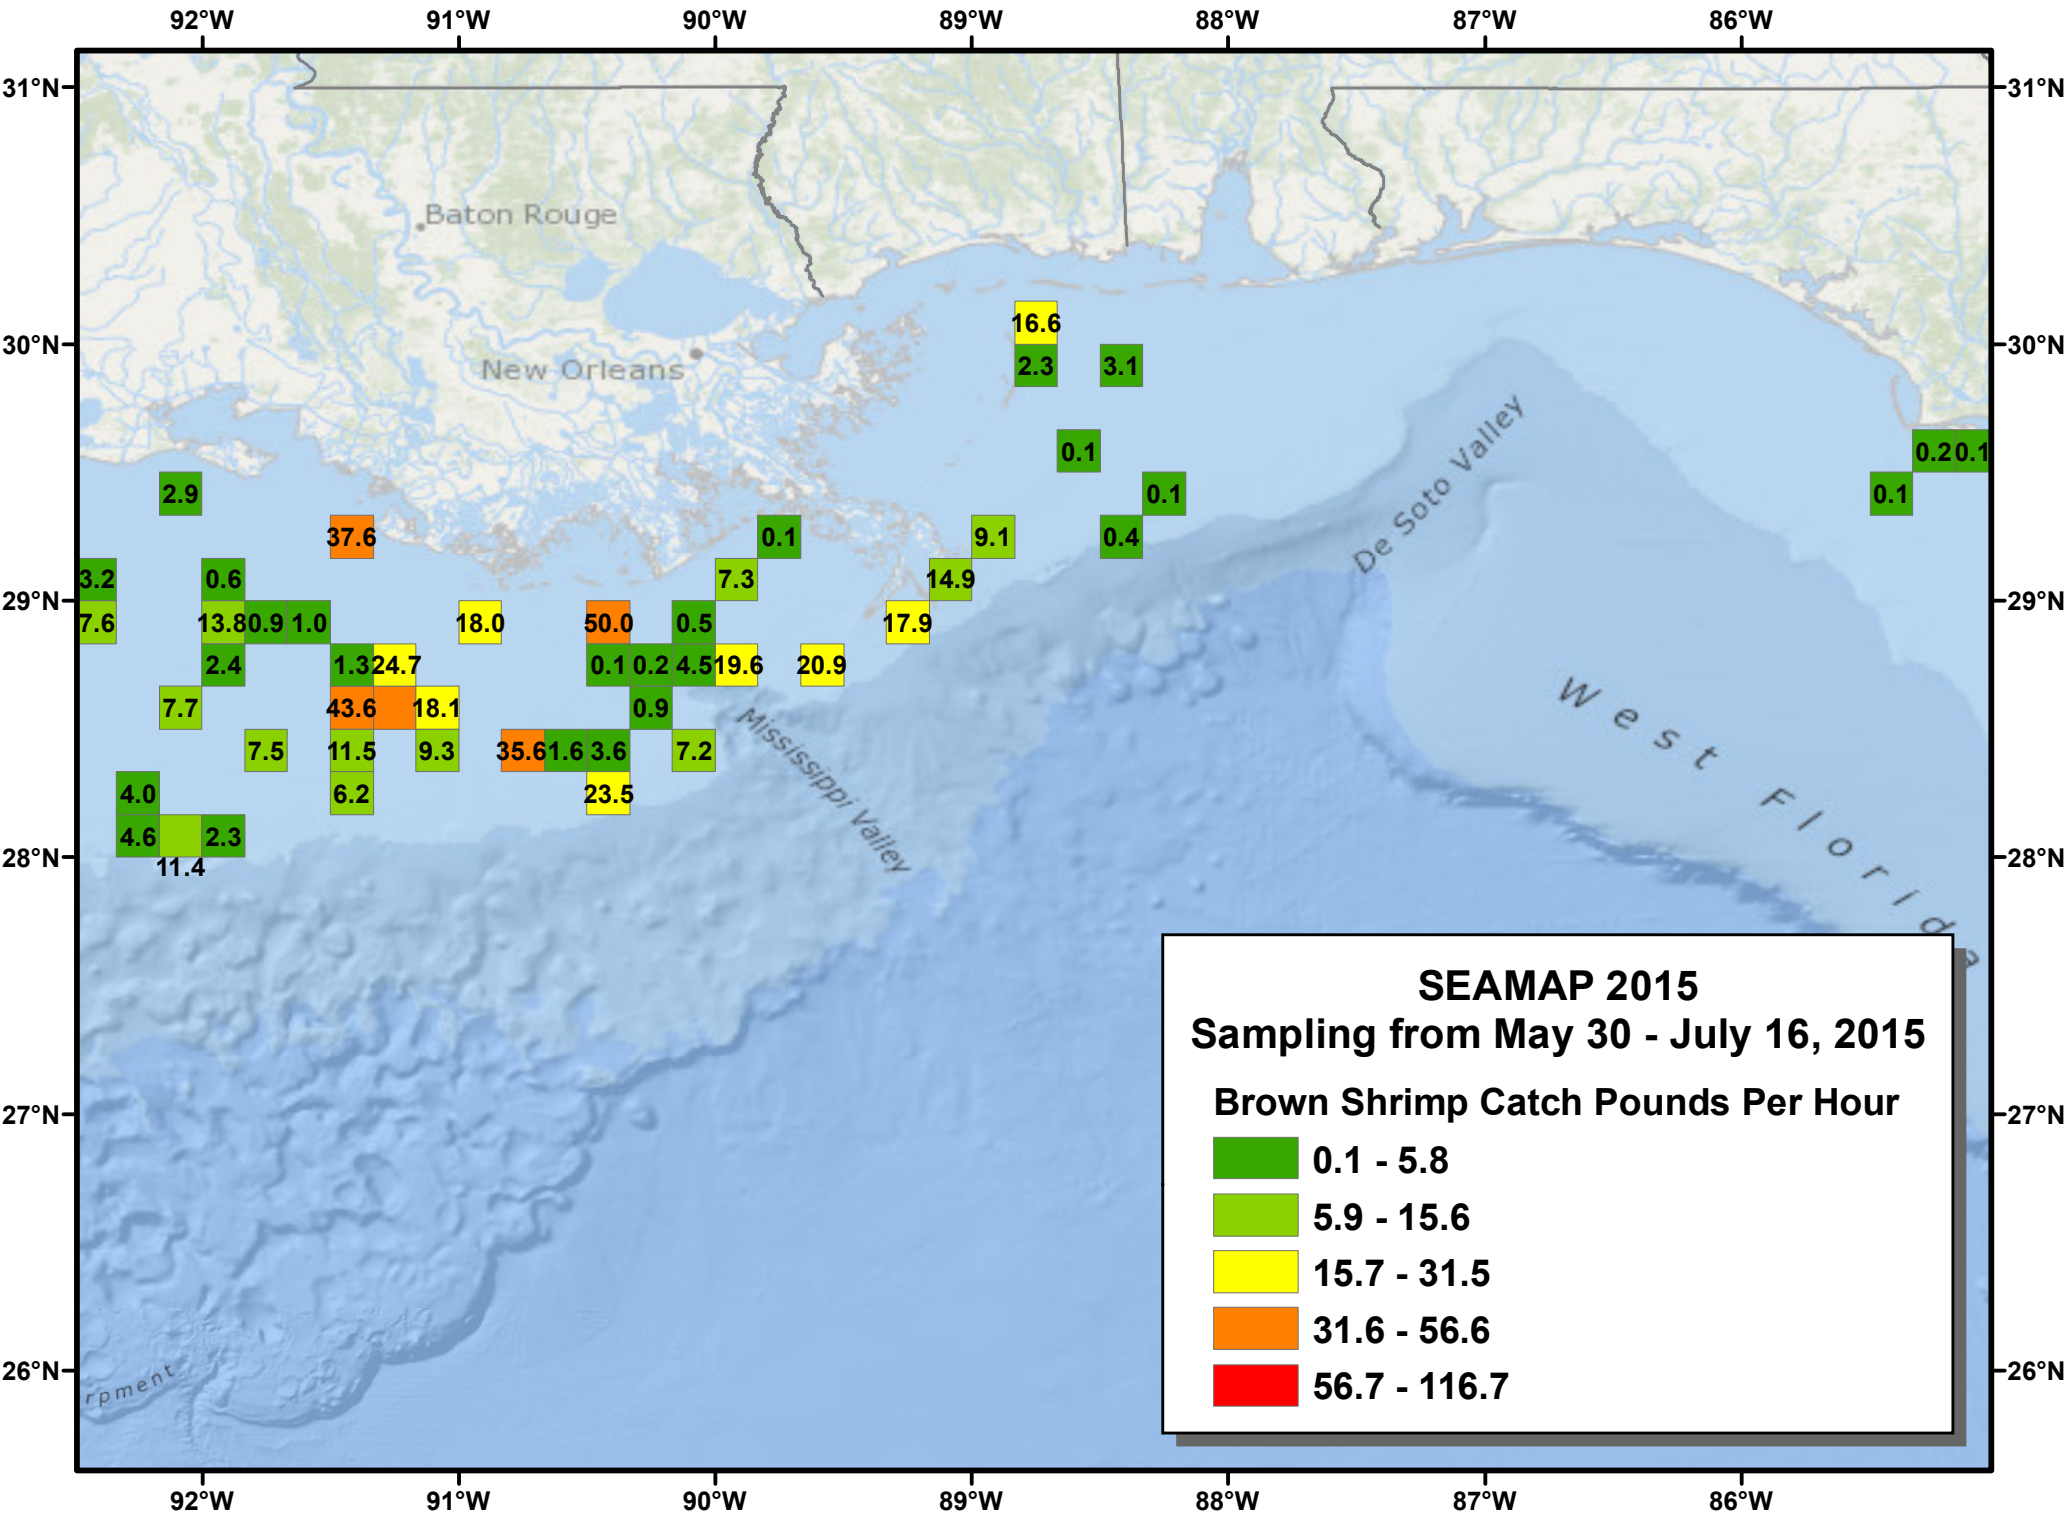 92°W 91°W 90°W 89°W 88°W 87°W 86°W
31°N 31°N
Baton Rouge
16.6
30°N 30°N
New Orleans
2.3 3.1
De Soto Valley
0.1 0.2 0.1
2.9 0.1 0.1
37.6 0.1 9.1 0.4
3.2 0.6 7.3 14.9
29°N 29°N
7.6 13.8 0.9 1.0 18.0 50.0 0.5 17.9
2.4 1.3 24.7 0.1 0.2 4.5 19.6 20.9
7.7 43.6 18.1 0.9
Mississippi Valley
West Florida
7.5 11.5 9.3 35.6 1.6 3.6 7.2
4.0 6.2 23.5
4.6 2.3
28°N 28°N
11.4
SEAMAP 2015
Sampling from May 30 - July 16, 2015
Brown Shrimp Catch Pounds Per Hour
27°N 27°N
0.1 - 5.8
5.9 - 15.6
15.7 - 31.5
31.6 - 56.6
26°N 26°N
56.7 - 116.7
rpment
92°W 91°W 90°W 89°W 88°W 87°W 86°W